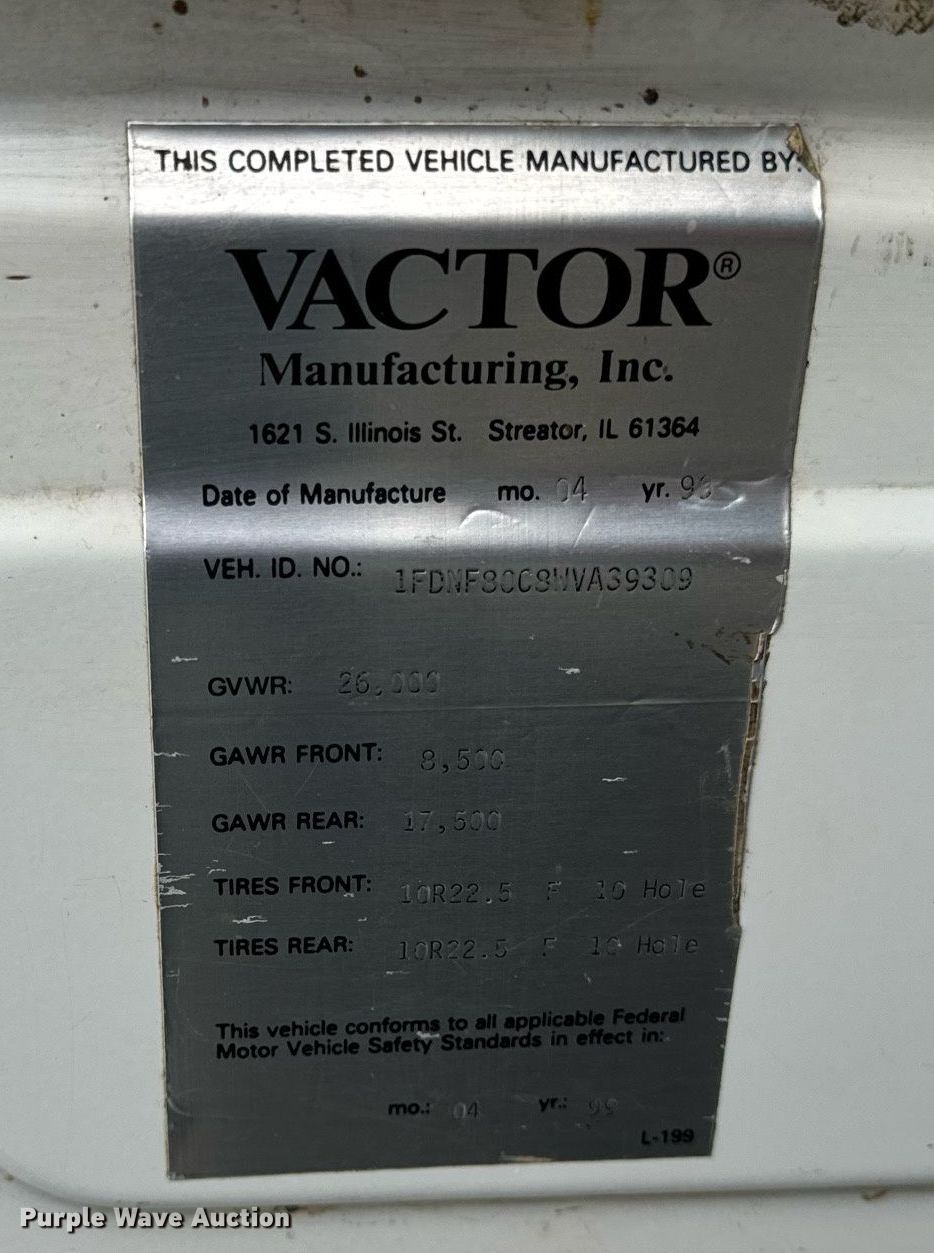 THIS COMPLETED VEHICLE MANUFACTURED BY:
VACTOR®
Manufacturing, Inc.
1621 S. Illinois St. Streator, IL 61364
Date of Manufacture mo. 04 yr.
VEH. ID. NO.: 1FDNF80C8WVA39309
GVWR: 26,000
GAWR FRONT: 8,500
GAWR REAR: 17,500
TIRES FRONT: 10R22.5 F 10 Hole
TIRES REAR: 10R22.5 F 10 Hole
This vehicle conforms to all applicable Federal
Motor Vehicle Safety Standards in effect in:
mo.: 04 yr.:
L-199
Purple Wave Auction